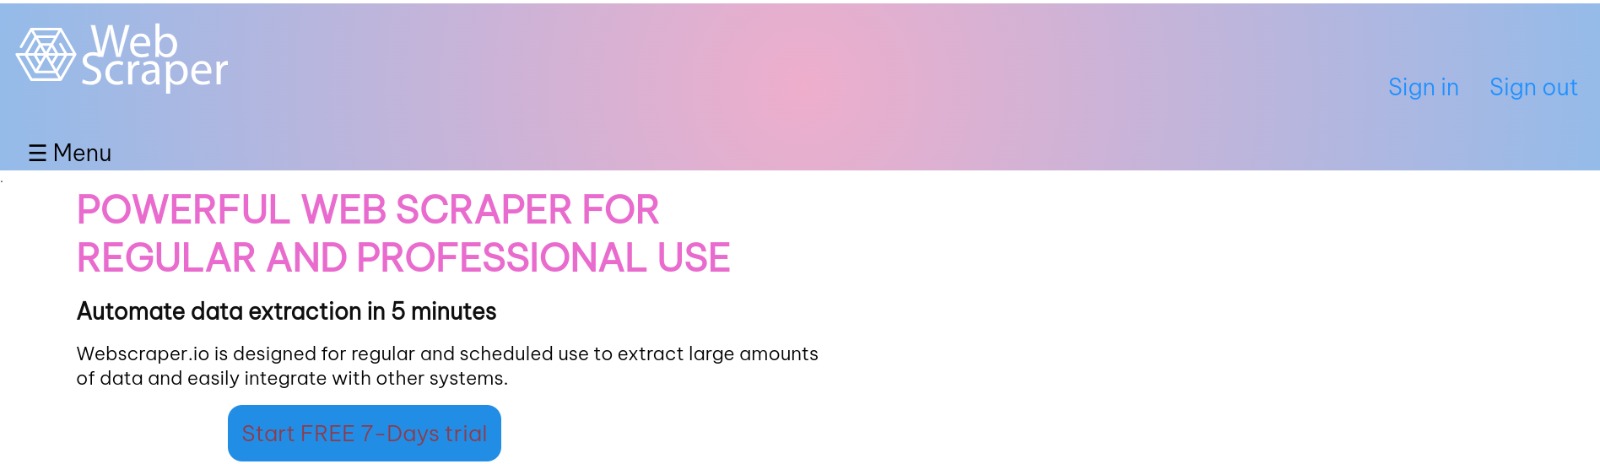 Web
Scraper
Sign in Sign out
☰ Menu
POWERFUL WEB SCRAPER FOR
REGULAR AND PROFESSIONAL USE
Automate data extraction in 5 minutes
Webscraper.io is designed for regular and scheduled use to extract large amounts
of data and easily integrate with other systems.
Start FREE 7-Days trial